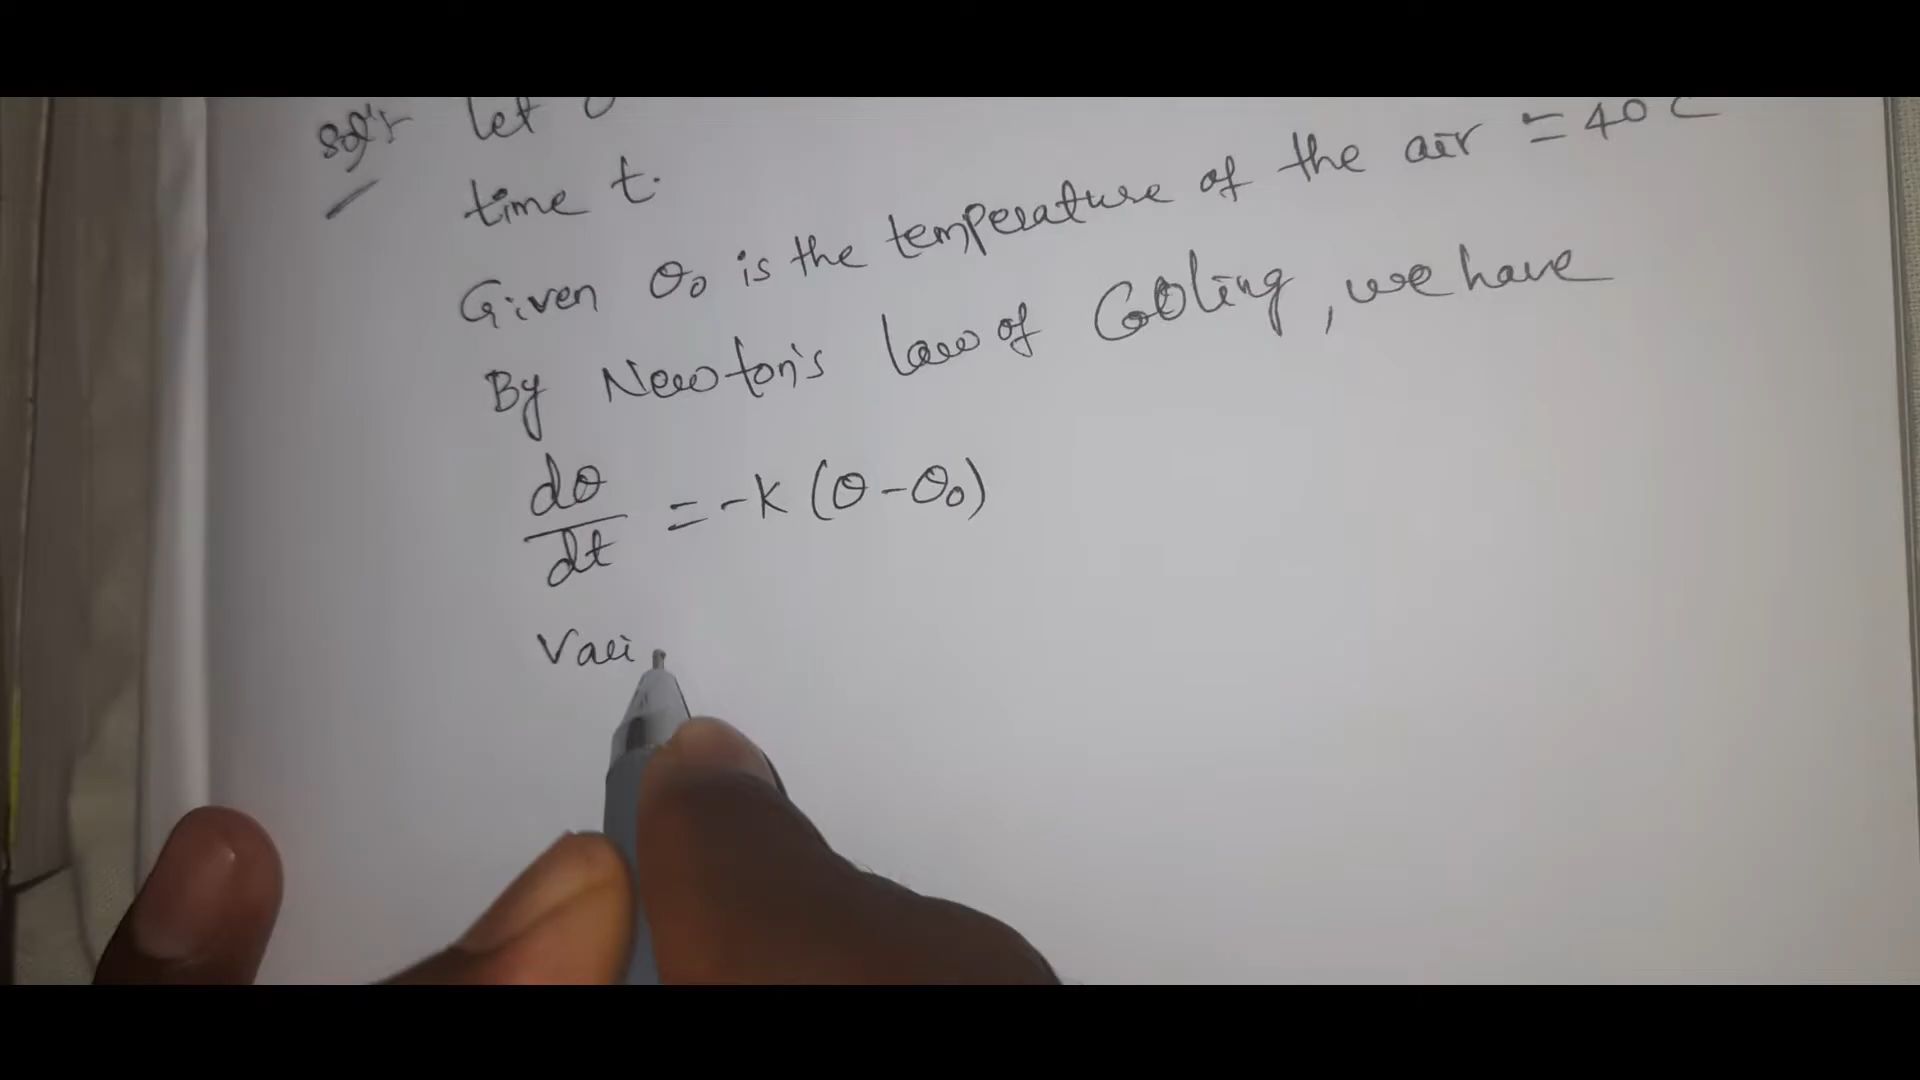 Sol: Let
time t.
Given θ₀ is the temperature of the air = 40 C
By Newton's law of Cooling, we have
dθ/dt = -K (θ - θ₀)
Vari